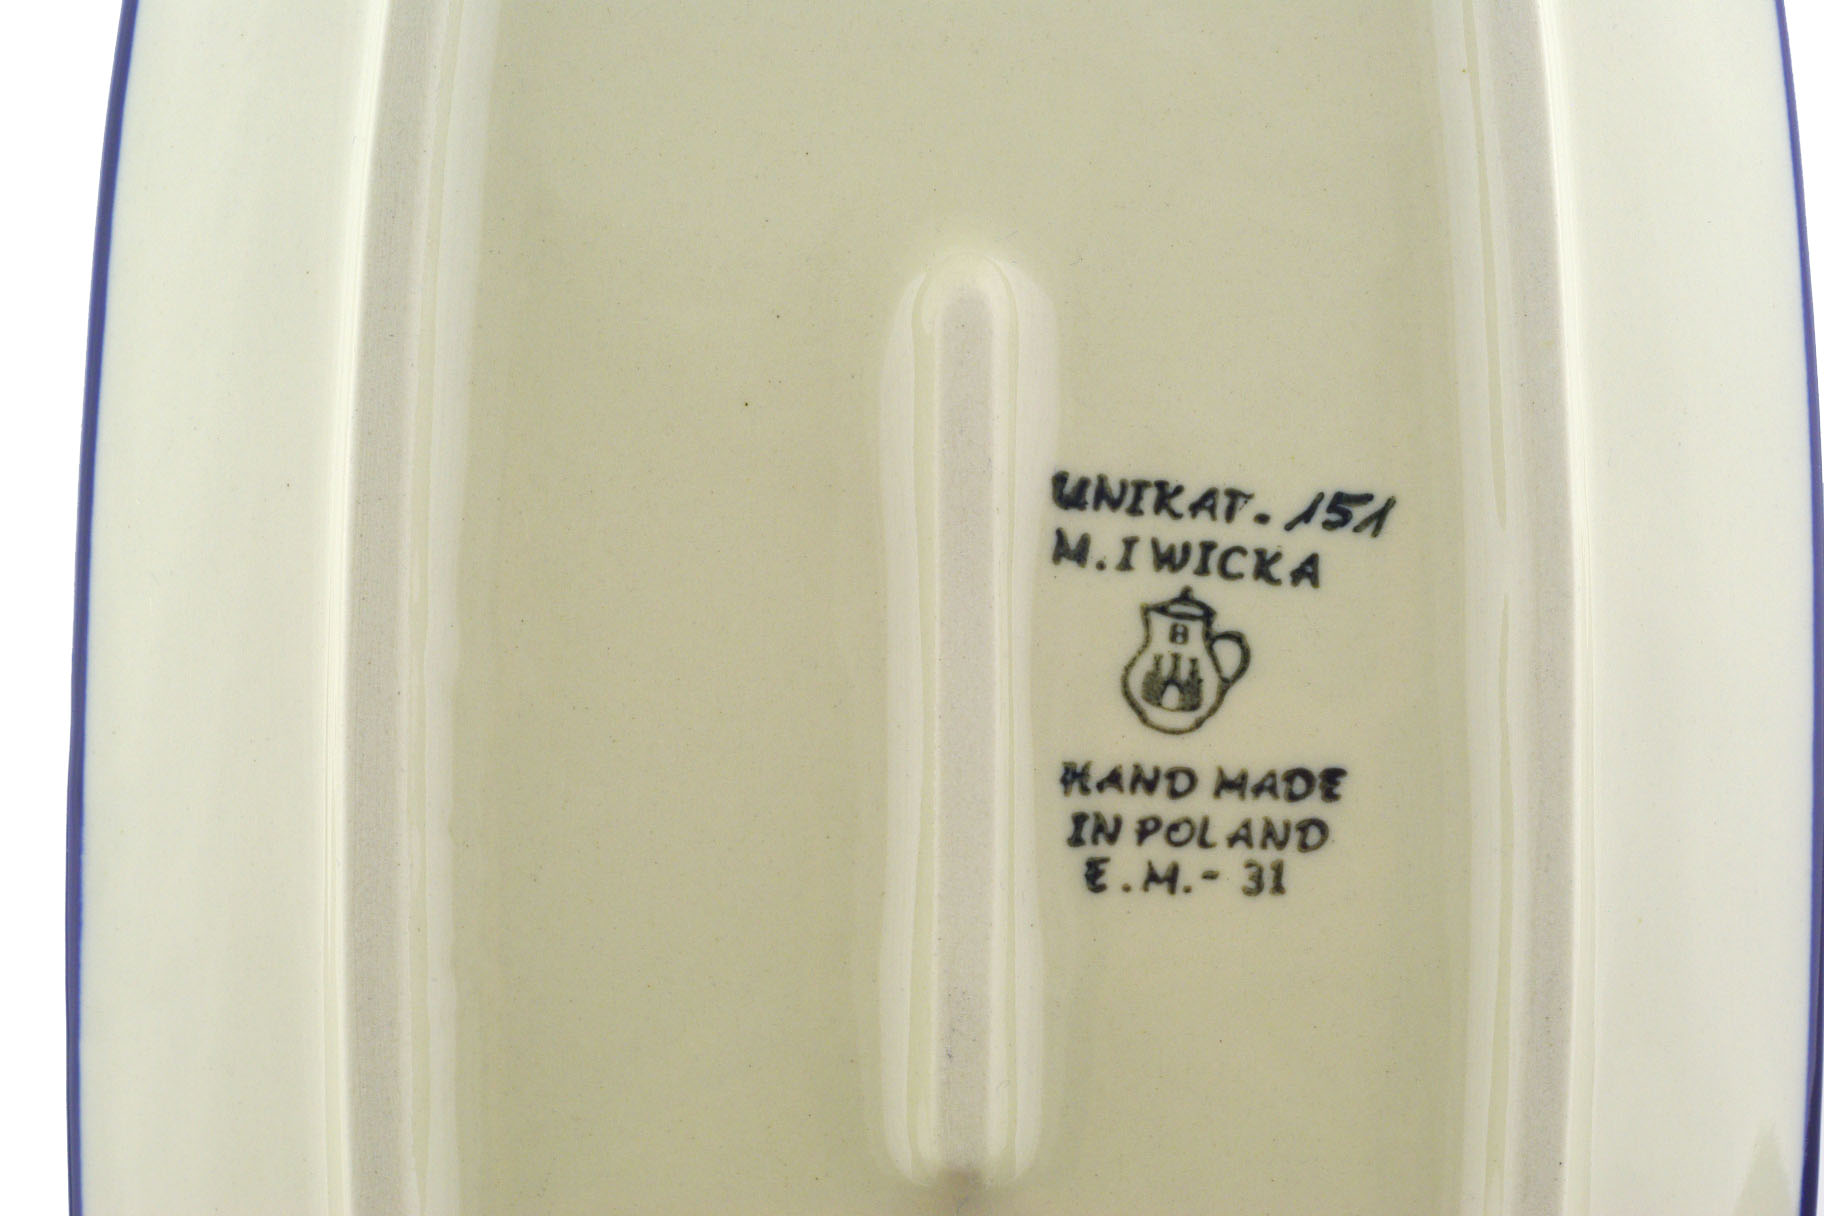 UNIKAT. 151
M. IWICKA
B
HAND MADE
IN POLAND
E.M.- 31